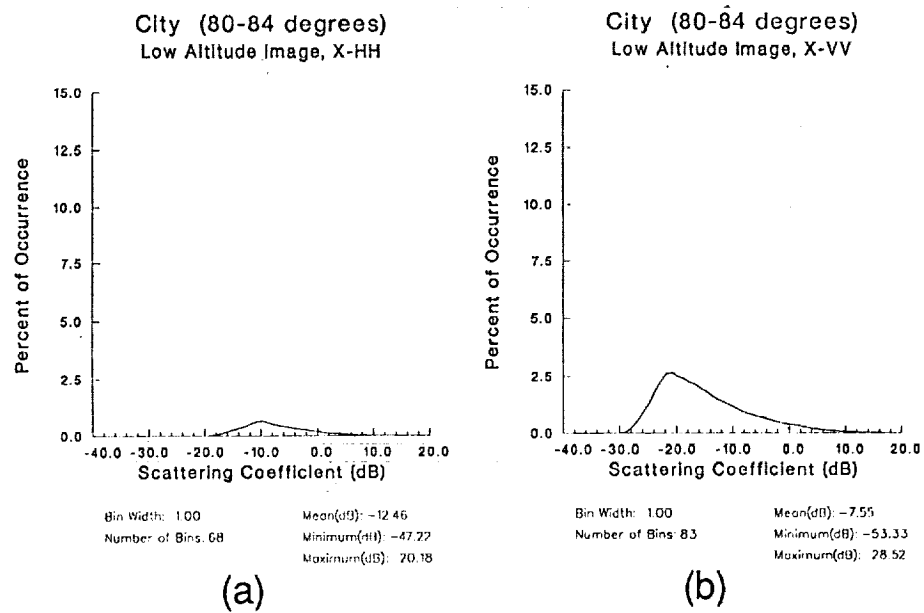 City (80-84 degrees)
Low Altitude Image, X-HH
15.0
12.5
10.0
7.5
5.0
2.5
0.0
Percent of Occurrence
-40.0 -30.0 -20.0 -10.0 0.0 10.0 20.0
Scattering Coefficient (dB)
Bin Width: 1.00
Number of Bins: 68
Mean(dB): -12.46
Minimum(dB): -47.22
Maximum(dB): 20.18
(a)
City (80-84 degrees)
Low Altitude Image, X-VV
15.0
12.5
10.0
7.5
5.0
2.5
0.0
Percent of Occurrence
-40.0 -30.0 -20.0 -10.0 0.0 10.0 20.0
Scattering Coefficient (dB)
Bin Width: 1.00
Number of Bins: 83
Mean(dB): -7.55
Minimum(dB): -53.33
Maximum(dB): 28.52
(b)